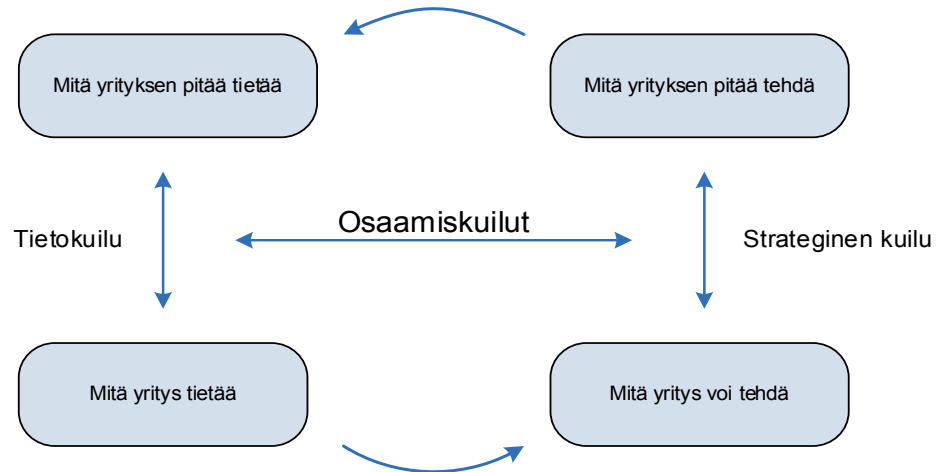 Mitä yrityksen pitää tietää
Mitä yrityksen pitää tehdä
Osaamiskuilut
Tietokuilu
Strateginen kuilu
Mitä yritys tietää
Mitä yritys voi tehdä